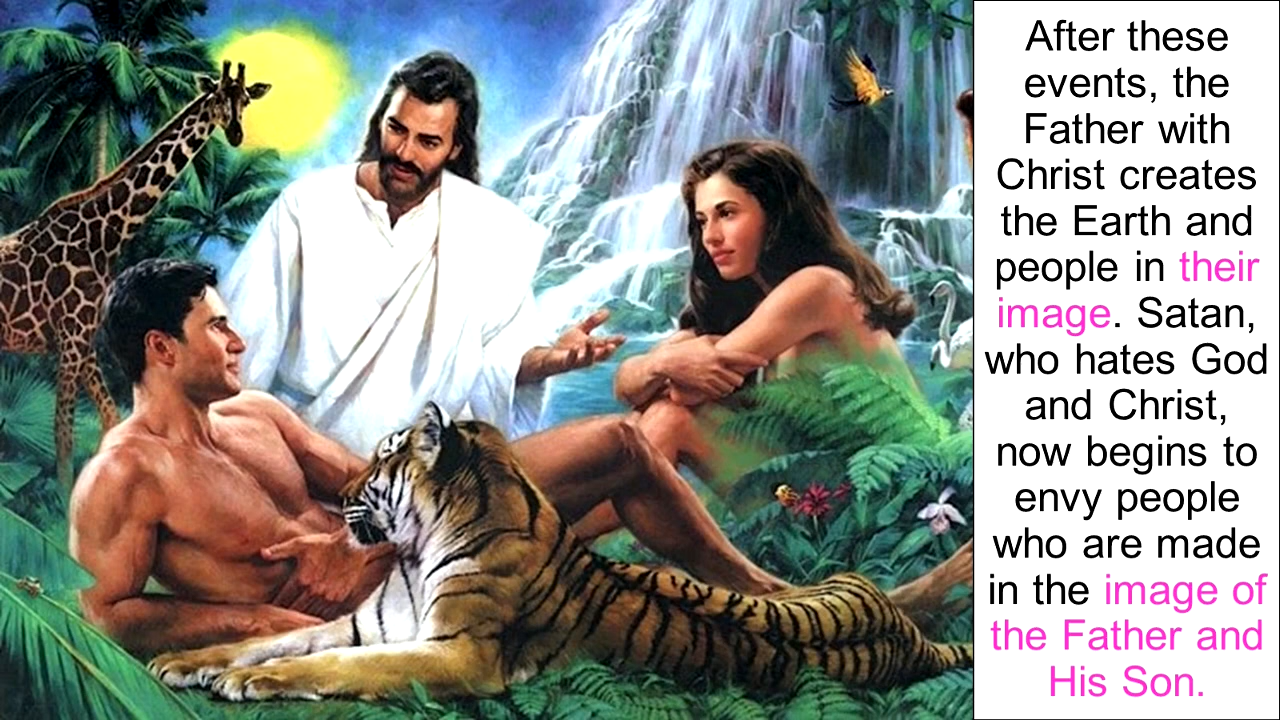 After these
events, the
Father with
Christ creates
the Earth and
people in their
image. Satan,
who hates God
and Christ,
now begins to
envy people
who are made
in the image of
the Father and
His Son.